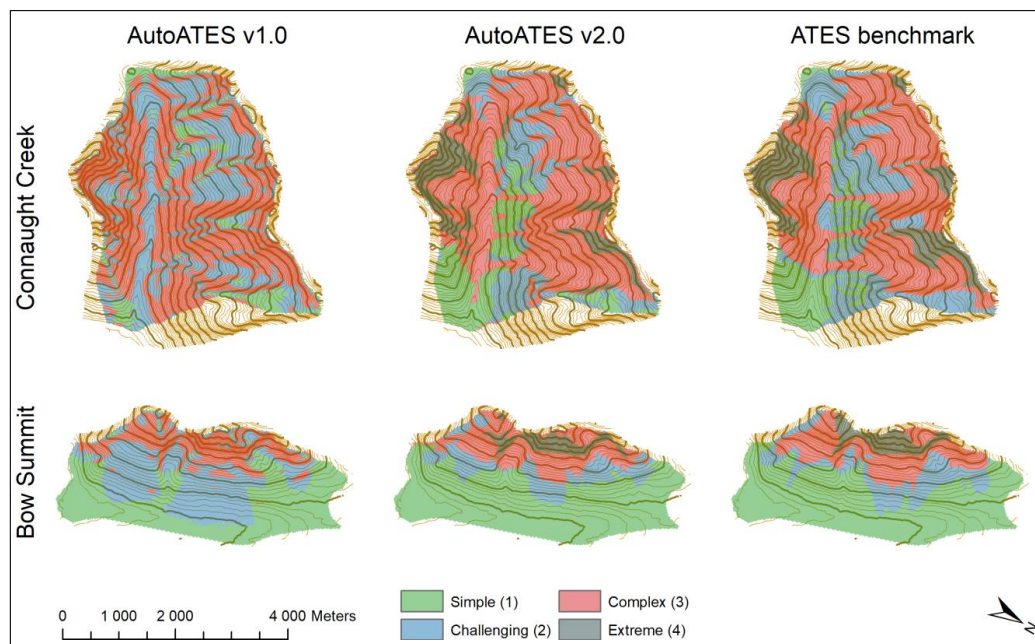 AutoATES v1.0
AutoATES v2.0
ATES benchmark
Connaught Creek
Bow Summit
Simple (1)
Complex (3)
Challenging (2)
Extreme (4)
0 1 000 2 000 4 000 Meters
N